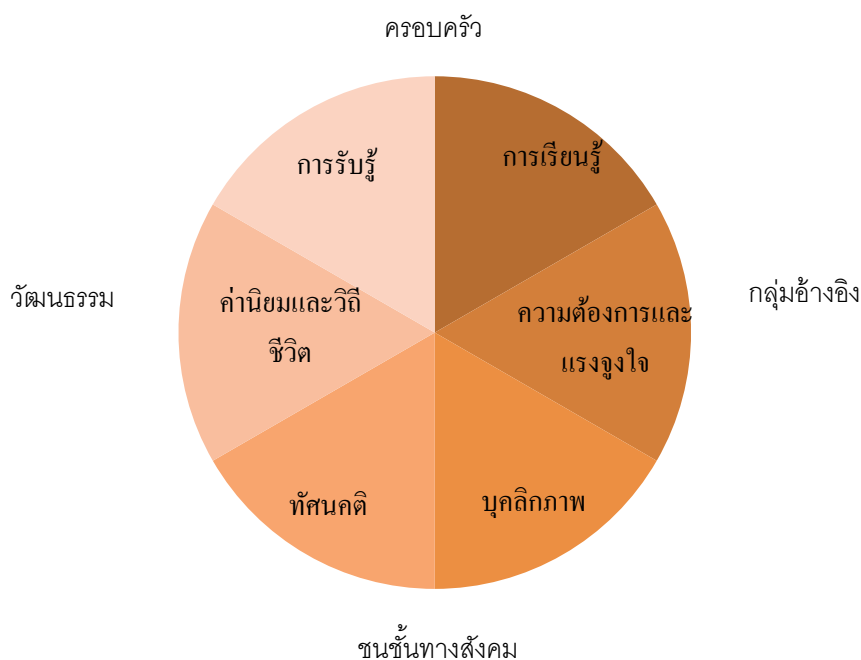 ครอบครัว
การรับรู้
การเรียนรู้
วัฒนธรรม
ค่านิยมและวิถี
ชีวิต
ความต้องการและ
แรงจูงใจ
กลุ่มอ้างอิง
ทัศนคติ
บุคลิกภาพ
ชนชั้นทางสังคม